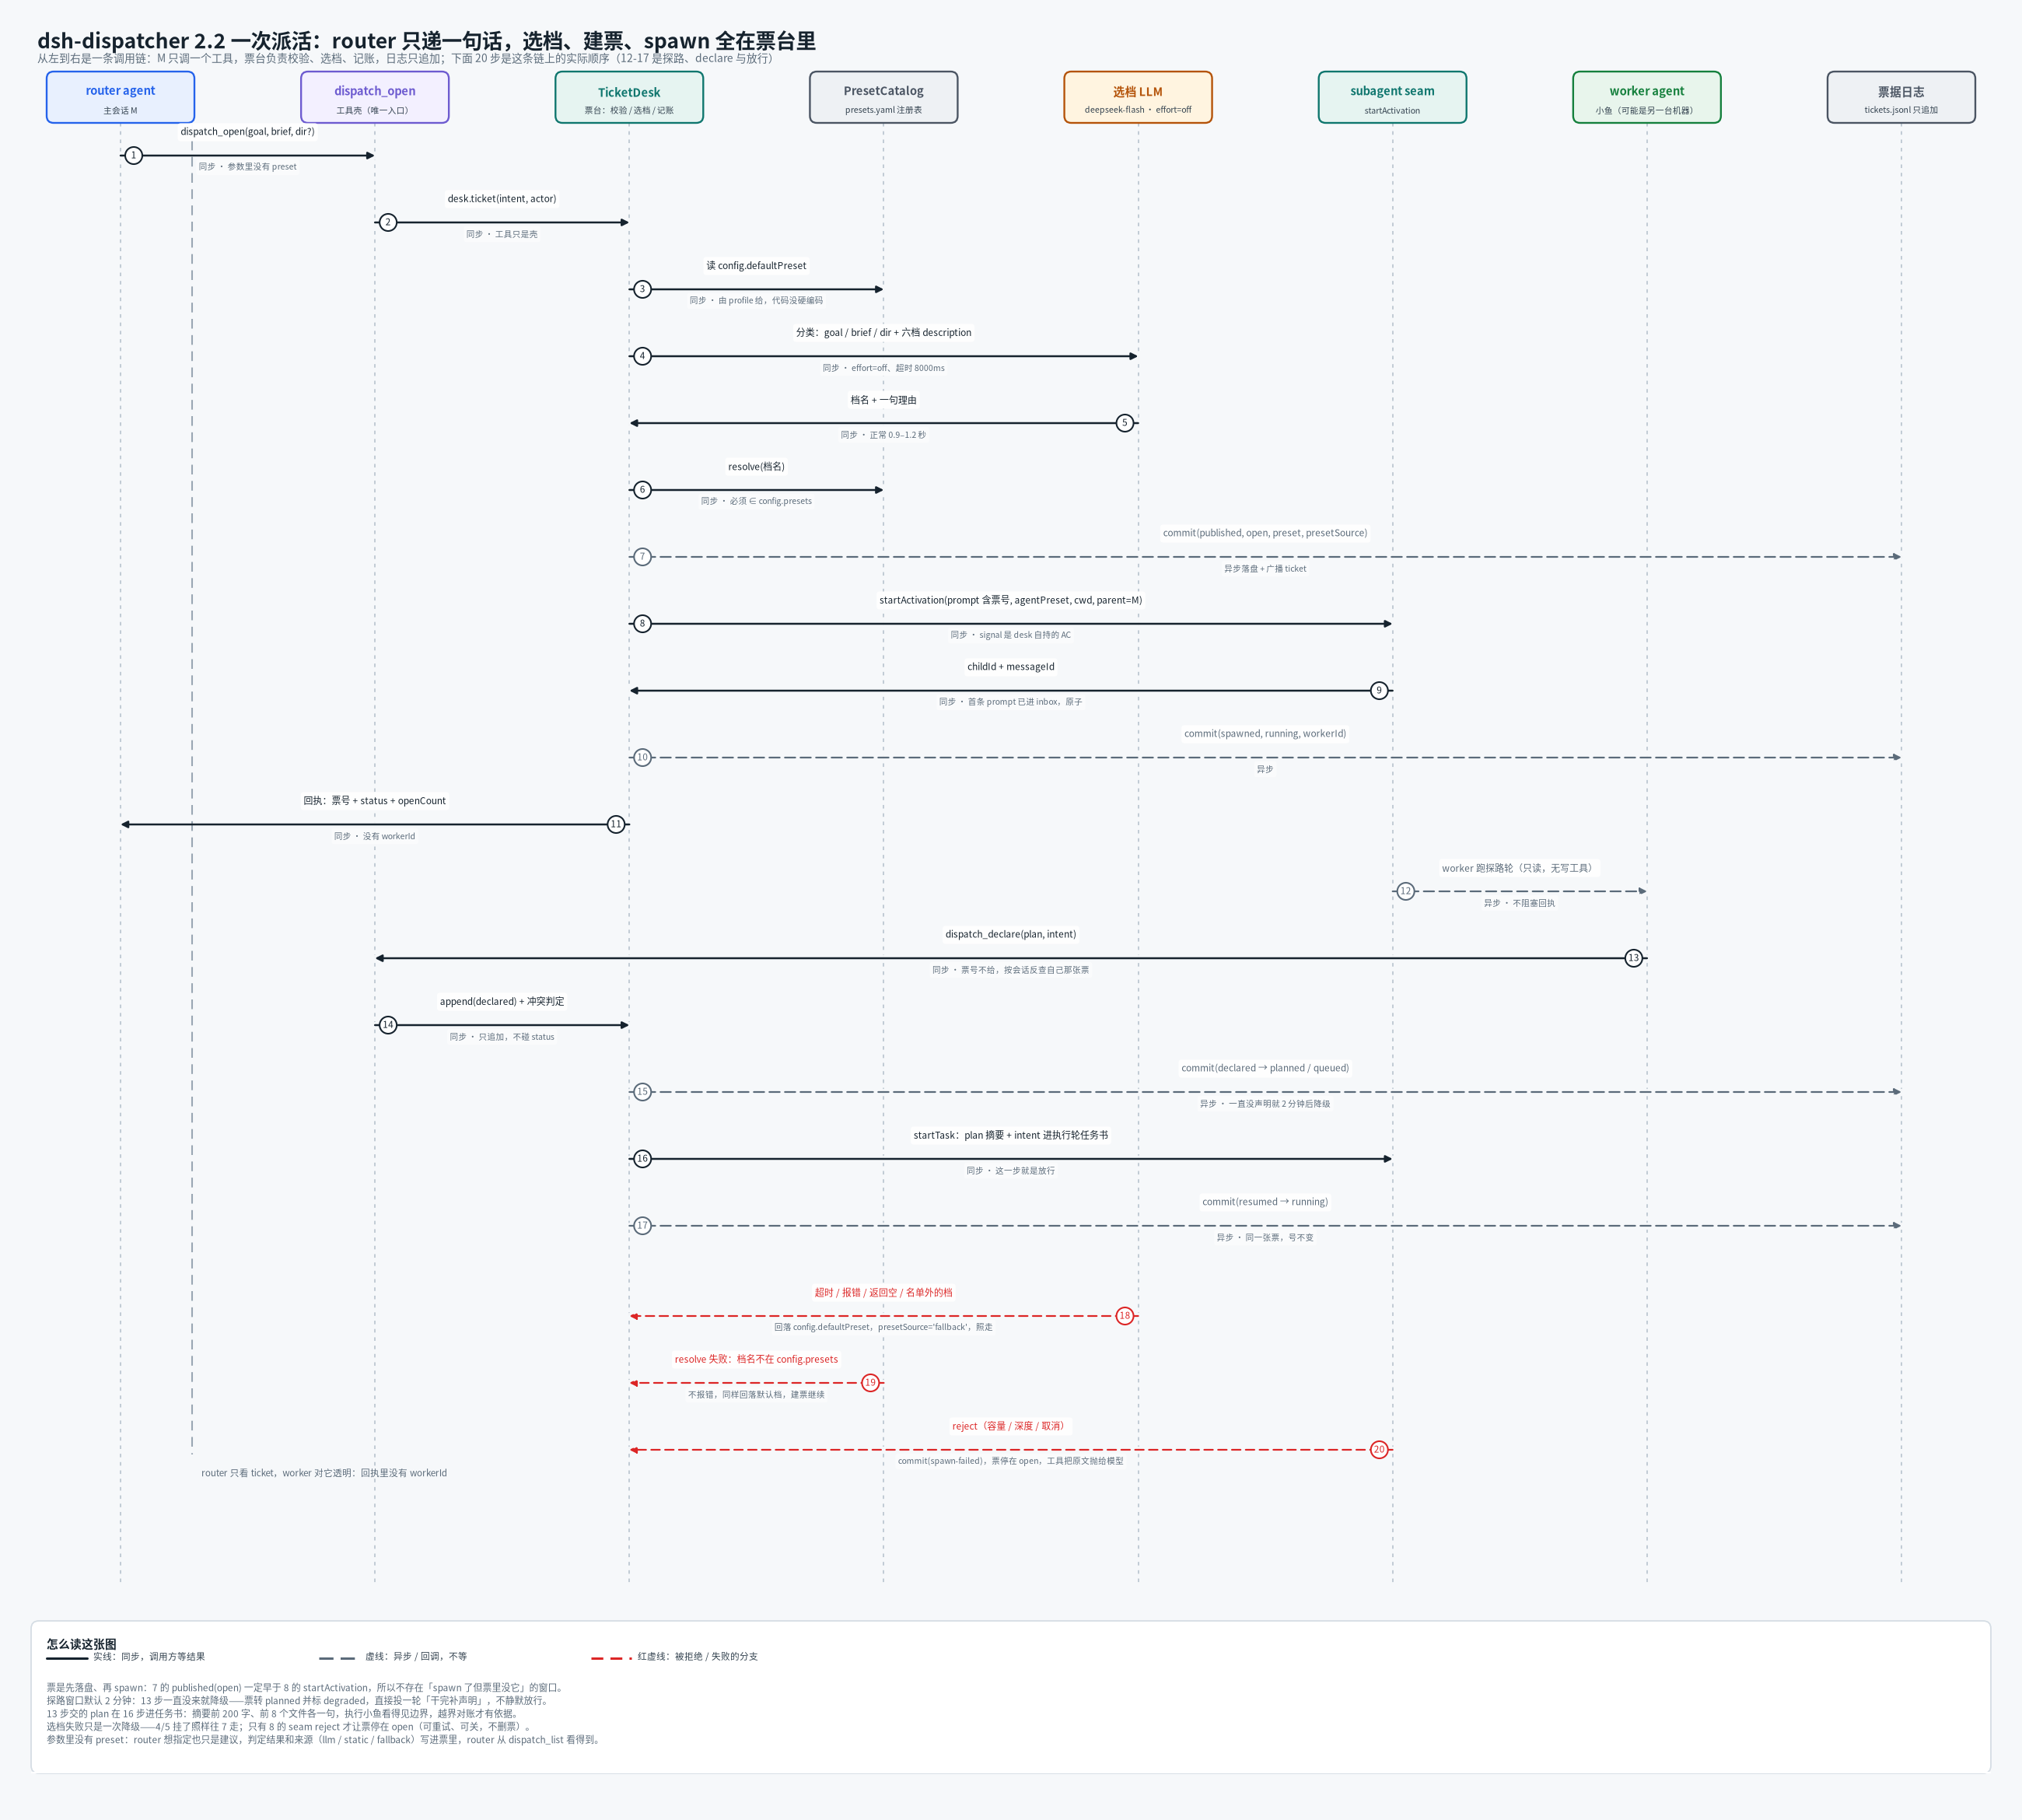 dsh-dispatcher 2.2 一次派活：router 只递一句话，选档、建票、spawn 全在票台里
从左到右是一条调用链：M 只调一个工具，票台负责校验、选档、记账，日志只追加；下面 20 步是这条链上的实际顺序（12-17 是探路、declare 与放行）
router agent
主会话 M
dispatch_open
工具壳（唯一入口）
TicketDesk
票台：校验 / 选档 / 记账
PresetCatalog
presets.yaml 注册表
选档 LLM
deepseek-flash · effort=off
subagent seam
startActivation
worker agent
小鱼（可能是另一台机器）
票据日志
tickets.jsonl 只追加
dispatch_open(goal, brief, dir?)
1
同步 · 参数里没有 preset
desk.ticket(intent, actor)
2
同步 · 工具只是壳
读 config.defaultPreset
3
同步 · 由 profile 给，代码没硬编码
分类：goal / brief / dir + 六档 description
4
同步 · effort=off、超时 8000ms
档名 + 一句理由
5
同步 · 正常 0.9–1.2 秒
resolve(档名)
6
同步 · 必须 ∈ config.presets
commit(published, open, preset, presetSource)
7
异步落盘 + 广播 ticket
startActivation(prompt 含票号, agentPreset, cwd, parent=M)
8
同步 · signal 是 desk 自持的 AC
childId + messageId
9
同步 · 首条 prompt 已进 inbox，原子
commit(spawned, running, workerId)
10
异步
回执：票号 + status + openCount
11
同步 · 没有 workerId
worker 跑探路轮（只读，无写工具）
12
异步 · 不阻塞回执
dispatch_declare(plan, intent)
13
同步 · 票号不给，按会话反查自己那张票
append(declared) + 冲突判定
14
同步 · 只追加，不碰 status
commit(declared → planned / queued)
15
异步 · 一直没声明就 2 分钟后降级
startTask：plan 摘要 + intent 进执行轮任务书
16
同步 · 这一步就是放行
commit(resumed → running)
17
异步 · 同一张票，号不变
超时 / 报错 / 返回空 / 名单外的档
18
回落 config.defaultPreset，presetSource='fallback'，照走
resolve 失败：档名不在 config.presets
19
不报错，同样回落默认档，建票继续
reject（容量 / 深度 / 取消）
20
commit(spawn-failed)，票停在 open，工具把原文抛给模型
router 只看 ticket，worker 对它透明：回执里没有 workerId
怎么读这张图
实线：同步，调用方等结果
虚线：异步 / 回调，不等
红虚线：被拒绝 / 失败的分支
票是先落盘、再 spawn：7 的 published(open) 一定早于 8 的 startActivation，所以不存在「spawn 了但票里没它」的窗口。
探路窗口默认 2 分钟：13 步一直没来就降级——票转 planned 并标 degraded，直接投一轮「干完补声明」，不静默放行。
13 步交的 plan 在 16 步进任务书：摘要前 200 字、前 8 个文件各一句，执行小鱼看得见边界，越界对账才有依据。
选档失败只是一次降级——4/5 挂了照样往 7 走；只有 8 的 seam reject 才让票停在 open（可重试、可关，不删票）。
参数里没有 preset：router 想指定也只是建议，判定结果和来源（llm / static / fallback）写进票里，router 从 dispatch_list 看得到。